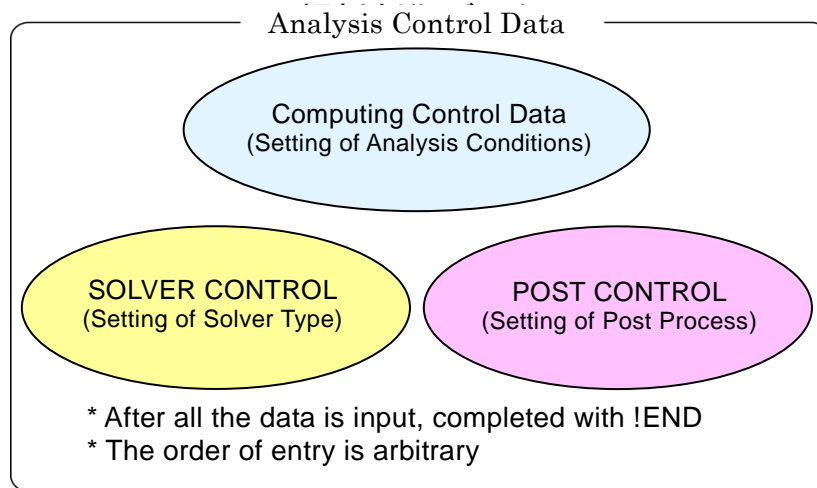 Analysis Control Data
Computing Control Data
(Setting of Analysis Conditions)
SOLVER CONTROL
(Setting of Solver Type)
POST CONTROL
(Setting of Post Process)
* After all the data is input, completed with !END
* The order of entry is arbitrary